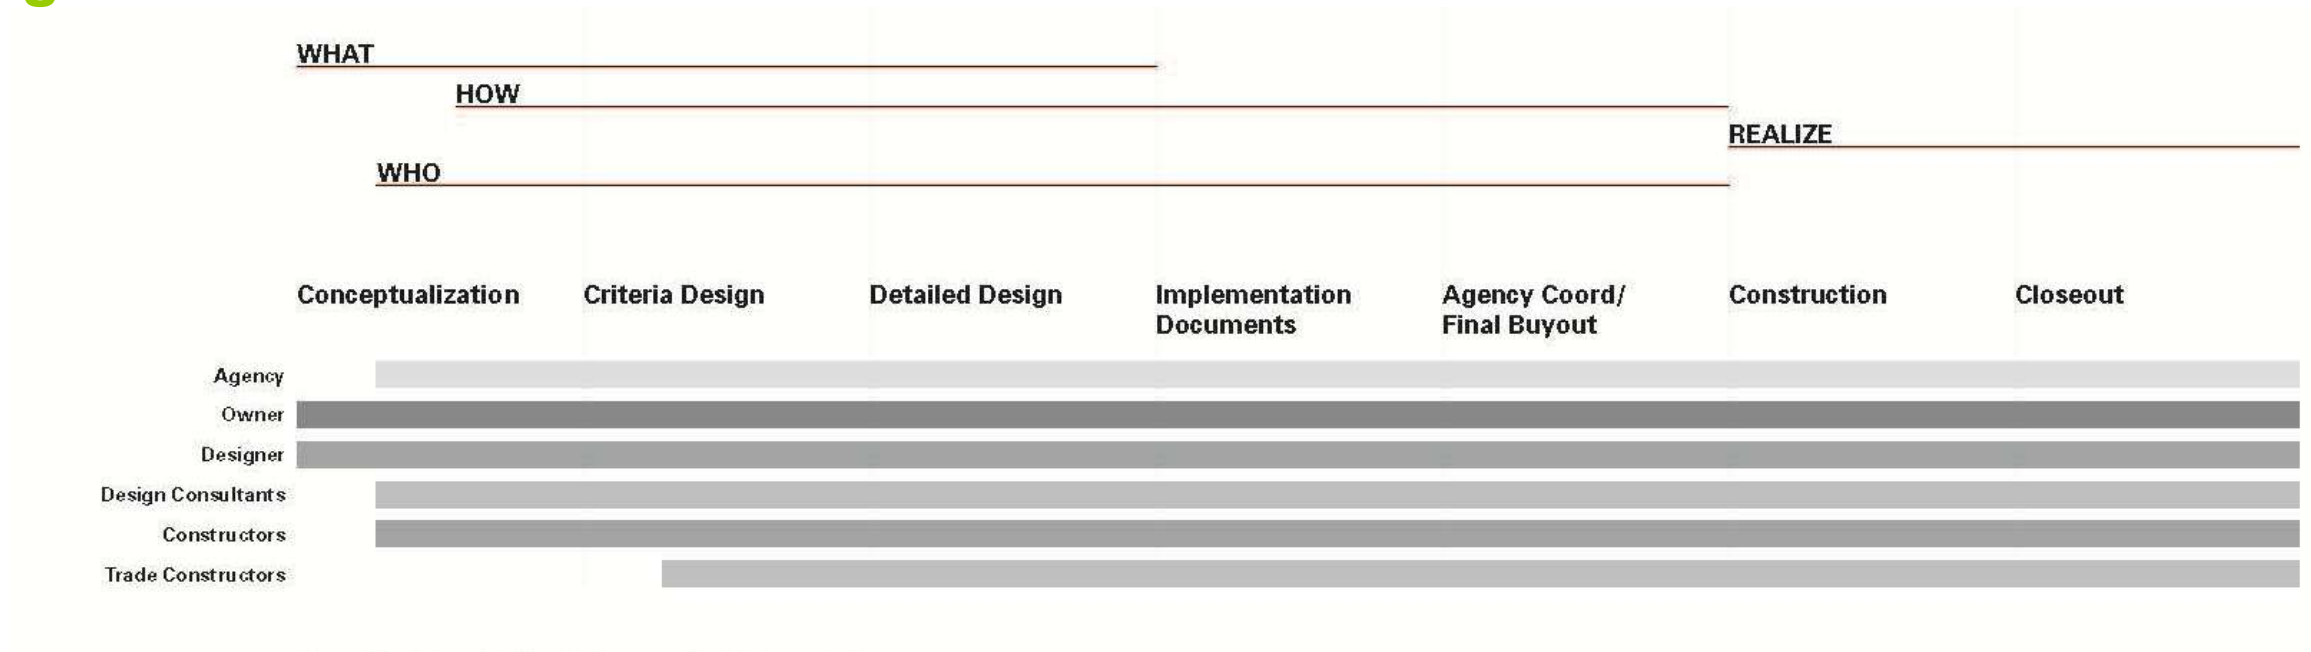 WHAT
HOW
REALIZE
WHO
Conceptualization
Criteria Design
Detailed Design
Implementation
Documents
Agency Coord/
Final Buyout
Construction
Closeout
Agency
Owner
Designer
Design Consultants
Constructors
Trade Constructors